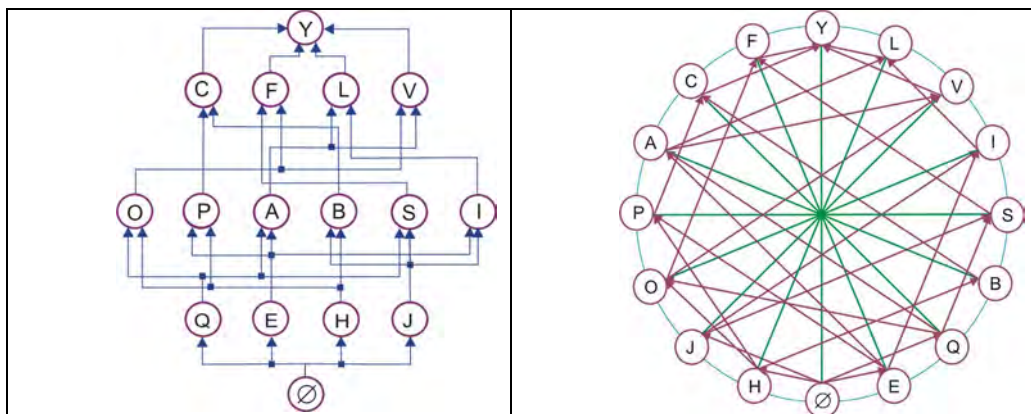 Y
C F L V
O P A B S I
Q E H J
∅
Y
F L
C V
A I
P S
O B
J Q
H E
∅